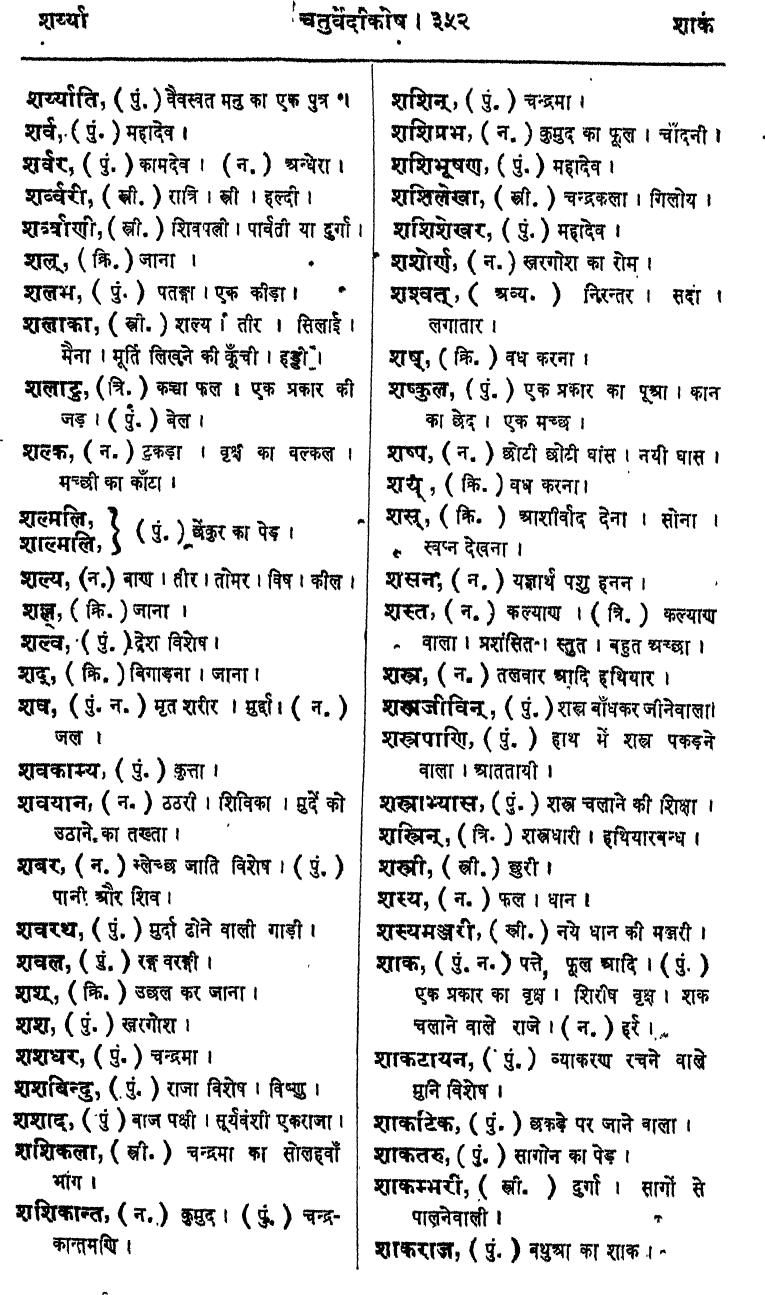 शर्य्या
चतुर्वेदीकोष । ३५२
शाकं
शर्य्याति, ( पुं. ) वैवस्वत मनु का एक पुत्र ।
शर्व, ( पुं. ) महादेव ।
शर्वर, ( पुं. ) कामदेव । ( न. ) अन्धेरा ।
शर्व्वरी, ( स्त्री. ) रात्रि । स्त्री । हल्दी ।
शर्व्वाणी, ( स्त्री. ) शिवपत्नी । पार्वती या दुर्गा ।
शल्, ( क्रि. ) जाना ।
शलभ, ( पुं. ) पतङ्गा । एक कीड़ा ।
शलाका, ( स्त्री. ) शल्य । तीर । सिलाई ।
मैना । मूर्ति लिखने की कूँची । हड्डी ।
शलाटु, ( त्रि. ) कच्चा फल । एक प्रकार की
जड़ । ( पुं. ) बेल ।
शल्क, ( न. ) टुकड़ा । वृक्ष का वल्कल ।
मच्छी का काँटा ।
शल्मलि,
शाल्मलि, } ( पुं. ) छेंकुर का पेड़ ।
शल्य, (न.) बाण । तीर । तोमर । विष । कील ।
शल्ल्, ( क्रि. ) जाना ।
शल्व, ( पुं. ) देश विशेष ।
शद्, ( क्रि. ) बिगाड़ना । जाना ।
शव, ( पुं. न. ) मृत शरीर । मुर्दा । ( न. )
जल ।
शवकाम्य, ( पुं. ) कुत्ता ।
शवयान, ( न. ) ठठरी । शिविका । मुर्दे को
उठाने का तख्ता ।
शबर, ( न. ) म्लेच्छ जाति विशेष । ( पुं. )
पानी और शिव ।
शवरथ, ( पुं. ) मुर्दा ढोने वाली गाड़ी ।
शवल, ( पुं. ) रङ्ग वरङ्गी ।
शश्, ( क्रि. ) उछल कर जाना ।
शश, ( पुं. ) खरगोश ।
शशधर, ( पुं. ) चन्द्रमा ।
शशबिन्दु, ( पुं. ) राजा विशेष । विष्णु ।
शशाद, ( पुं ) बाज पक्षी । सूर्यवंशी एकराजा ।
शशिकला, ( स्त्री. ) चन्द्रमा का सोलहवाँ
भाग ।
शशिकान्त, ( न. ) कुमुद । ( पुं. ) चन्द्र-
कान्तमणि ।
शशिन्, ( पुं. ) चन्द्रमा ।
शशिप्रभ, ( न. ) कुमुद का फूल । चाँदनी ।
शशिभूषण, ( पुं. ) महादेव ।
शशिलेखा, ( स्त्री. ) चन्द्रकला । गिलोय ।
शशिशेखर, ( पुं. ) महादेव ।
शशोर्ण, ( न. ) खरगोश का रोम ।
शश्वत्, ( अव्य. ) निरन्तर । सदा ।
लगातार ।
शष्, ( क्रि. ) वध करना ।
शष्कुल, ( पुं. ) एक प्रकार का पूआ । कान
का छेद । एक मच्छ ।
शष्प, ( न. ) छोटी छोटी घांस । नयी घास ।
शय्, ( क्रि. ) वध करना ।
शस्, ( क्रि. ) आशीर्वाद देना । सोना ।
स्वप्न देखना ।
शसन, ( न. ) यज्ञार्थ पशु हनन ।
शस्त, ( न. ) कल्याण । ( त्रि. ) कल्याण
वाला । प्रशंसित । स्तुत । बहुत अच्छा ।
शस्त्र, ( न. ) तलवार आदि हथियार ।
शस्त्रजीविन्, ( पुं. ) शस्त्र बाँधकर जीनेवाला ।
शस्त्रपाणि, ( पुं. ) हाथ में शस्त्र पकड़ने
वाला । आततायी ।
शस्त्राभ्यास, ( पुं. ) शस्त्र चलाने की शिक्षा ।
शस्त्रिन्, ( त्रि. ) शस्त्रधारी । हथियारबन्ध ।
शस्त्री, ( स्त्री. ) छुरी ।
शस्य, ( न. ) फल । धान ।
शस्यमञ्जरी, ( स्त्री. ) नये धान की मञ्जरी ।
शाक, ( पुं. न. ) पत्ते, फूल आदि । ( पुं. )
एक प्रकार का वृक्ष । शिरीष वृक्ष । शक
चलाने वाले राजे । ( न. ) हर्र ।
शाकटायन, ( पुं. ) व्याकरण रचने वाले
मुनि विशेष ।
शाकटिक, ( पुं. ) छकड़े पर जाने वाला ।
शाकतरु, ( पुं. ) सागोन का पेड़ ।
शाकम्भरी, ( स्त्री. ) दुर्गा । सागों से
पालनेवाली ।
शाकराज, ( पुं. ) बथुआ का शाक ।